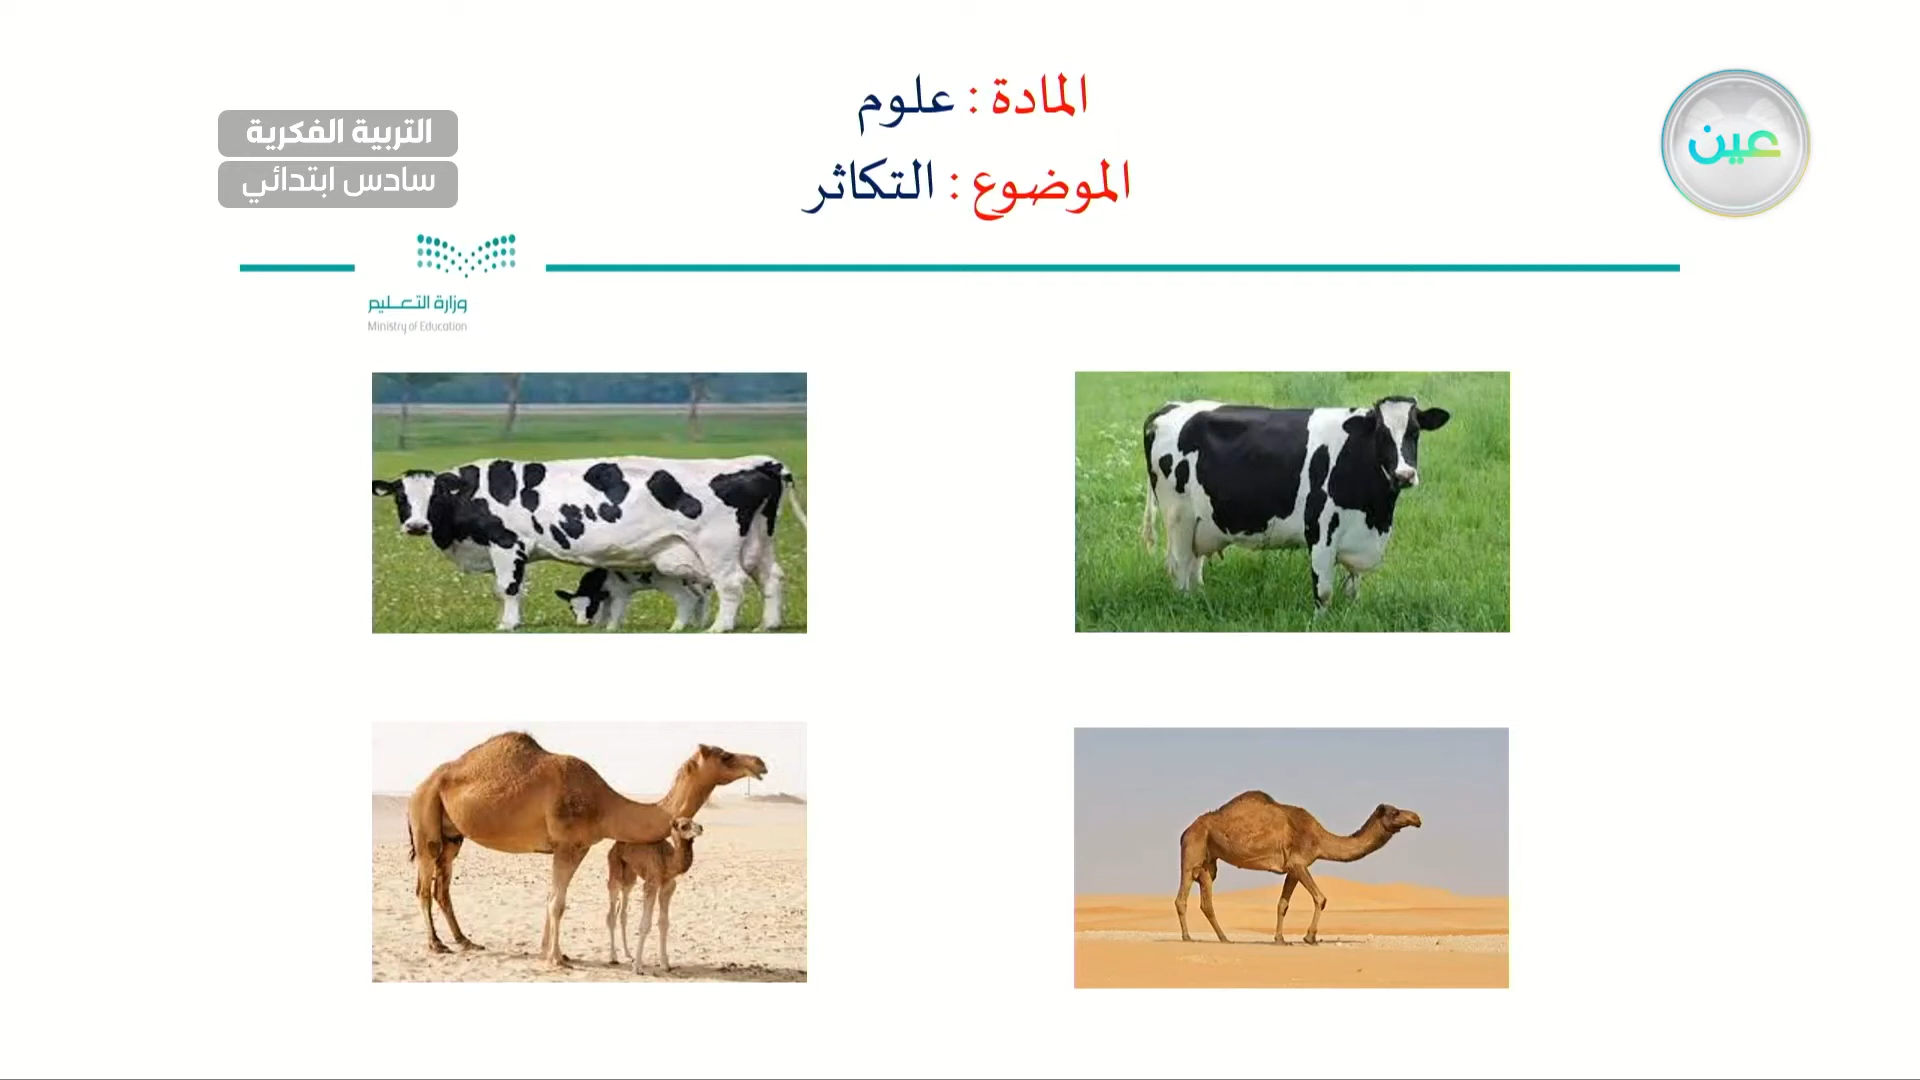 المادة : علوم
الموضوع : التكاثر
عين
التربية الفكرية
سادس ابتدائي
وزارة التعليم
Ministry of Education